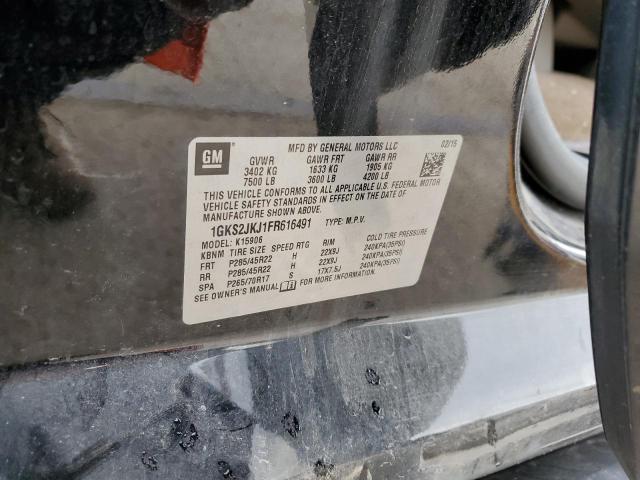 GM
MFD BY GENERAL MOTORS LLC
02/15
GVWR GAWR FRT GAWR RR
3402 KG 1633 KG 1905 KG
7500 LB 3600 LB 4200 LB
THIS VEHICLE CONFORMS TO ALL APPLICABLE U.S. FEDERAL MOTOR
VEHICLE SAFETY STANDARDS IN EFFECT ON THE DATE OF
MANUFACTURE SHOWN ABOVE.
1GKS2JKJ1FR616491 TYPE: M.P.V.
MODEL: K15906
KBNM TIRE SIZE SPEED RTG RIM COLD TIRE PRESSURE
FRT P285/45R22 H 22X9J 240KPA(35PSI)
RR P285/45R22 H 22X9J 240KPA(35PSI)
SPA P265/70R17 S 17X7.5J 240KPA(35PSI)
SEE OWNER'S MANUAL FOR MORE INFORMATION.